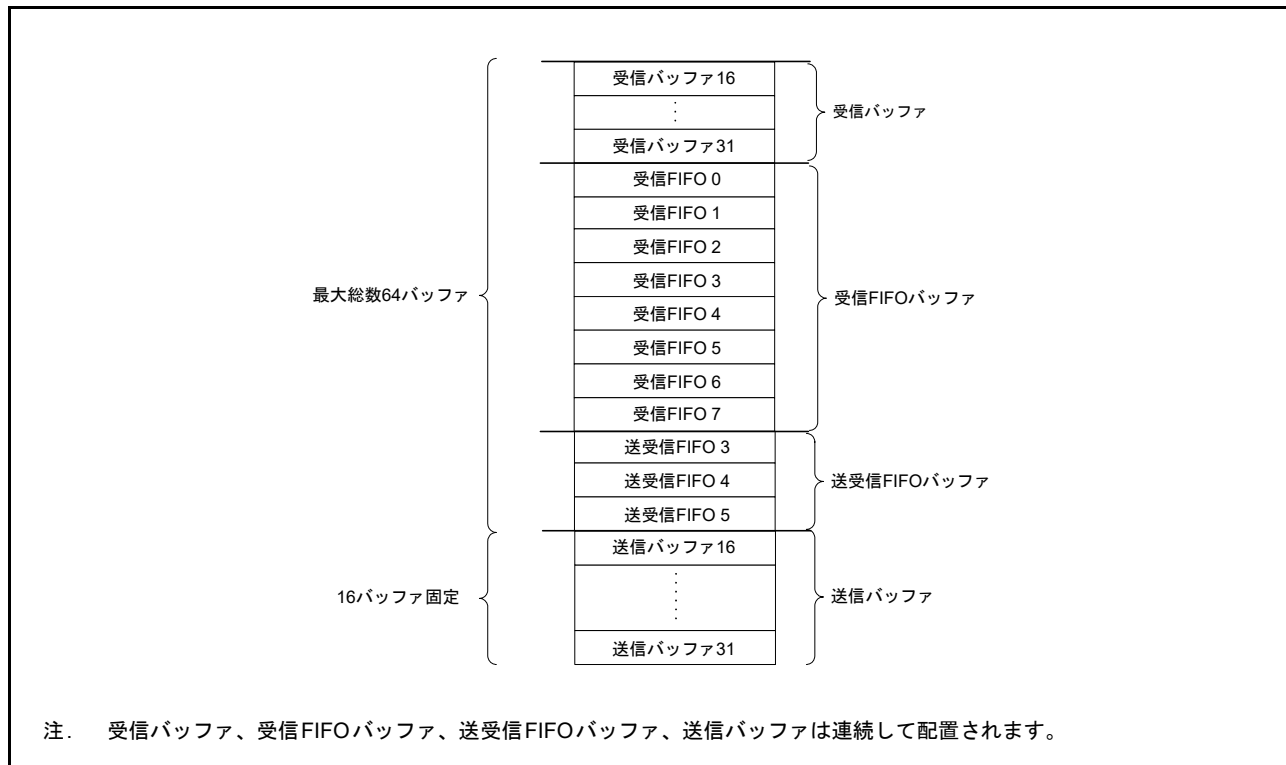 受信バッファ16
受信バッファ31
受信バッファ
受信FIFO 0
受信FIFO 1
受信FIFO 2
受信FIFO 3
受信FIFO 4
受信FIFO 5
受信FIFO 6
受信FIFO 7
受信FIFOバッファ
最大総数64バッファ
送受信FIFO 3
送受信FIFO 4
送受信FIFO 5
送受信FIFOバッファ
送信バッファ16
送信バッファ31
送信バッファ
16バッファ固定
注. 受信バッファ、受信FIFOバッファ、送受信FIFOバッファ、送信バッファは連続して配置されます。